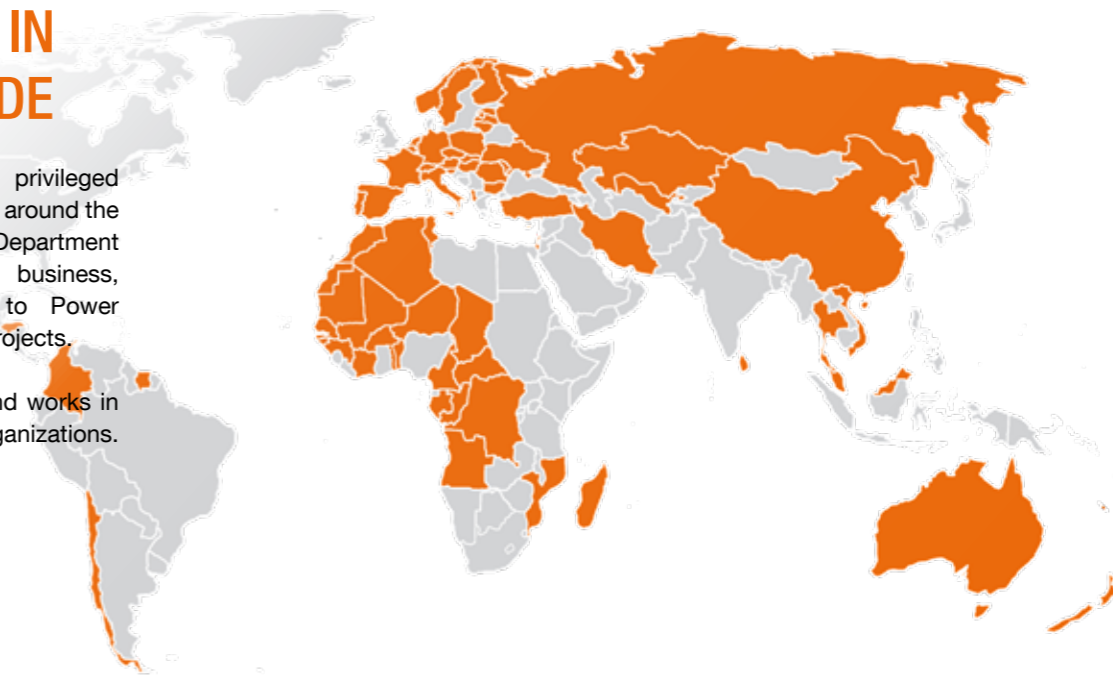 IN
DE
privileged
around the
Department
business,
to Power
rojects.
nd works in
ganizations.